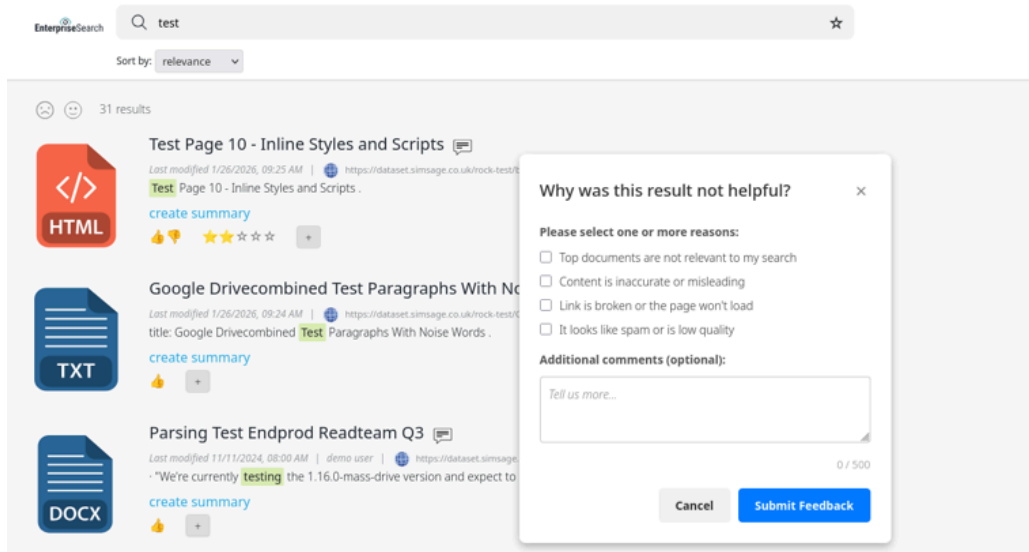 EnterpriseSearch
test
Sort by: relevance
31 results
HTML
Test Page 10 - Inline Styles and Scripts
Last modified 1/26/2026, 09:25 AM | https://dataset.simsage.co.uk/rock-test/
Test Page 10 - Inline Styles and Scripts .
create summary
+
TXT
Google Drivecombined Test Paragraphs With
Last modified 1/26/2026, 09:24 AM | https://dataset.simsage.co.uk/rock-test/
title: Google Drivecombined Test Paragraphs With Noise Words .
create summary
+
DOCX
Parsing Test Endprod Readteam Q3
Last modified 11/11/2024, 08:00 AM | demo user | https://dataset.simsage.
· "We're currently testing the 1.16.0-mass-drive version and expect to
create summary
+
Why was this result not helpful?
Please select one or more reasons:
Top documents are not relevant to my search
Content is inaccurate or misleading
Link is broken or the page won't load
It looks like spam or is low quality
Additional comments (optional):
Tell us more...
0 / 500
Cancel
Submit Feedback